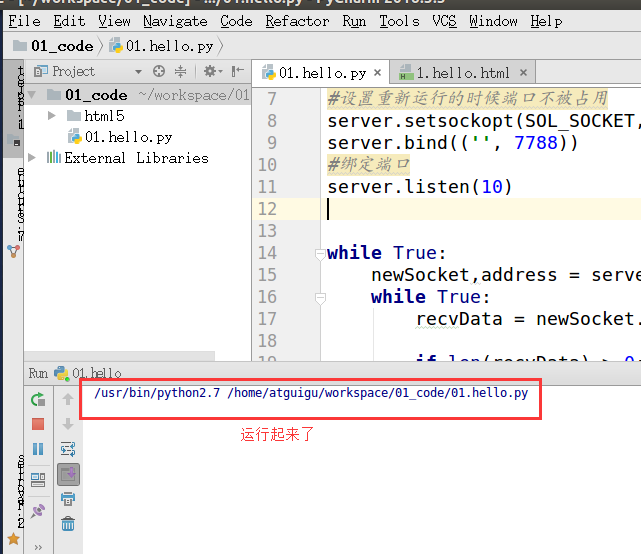 File Edit View Navigate Code Refactor Run Tools VCS Window Help
01_code 01.hello.py
Project
01.hello.py × 1.hello.html ×
01_code ~/workspace/01
html5
01.hello.py
External Libraries
7 #设置重新运行的时候端口不被占用
8 server.setsockopt(SOL_SOCKET,
9 server.bind(('', 7788))
10 #绑定端口
11 server.listen(10)
12
13
14 while True:
15 newSocket,address = serve
16 while True:
17 recvData = newSocket.
18
Run 01.hello
/usr/bin/python2.7 /home/atguigu/workspace/01_code/01.hello.py
运行起来了